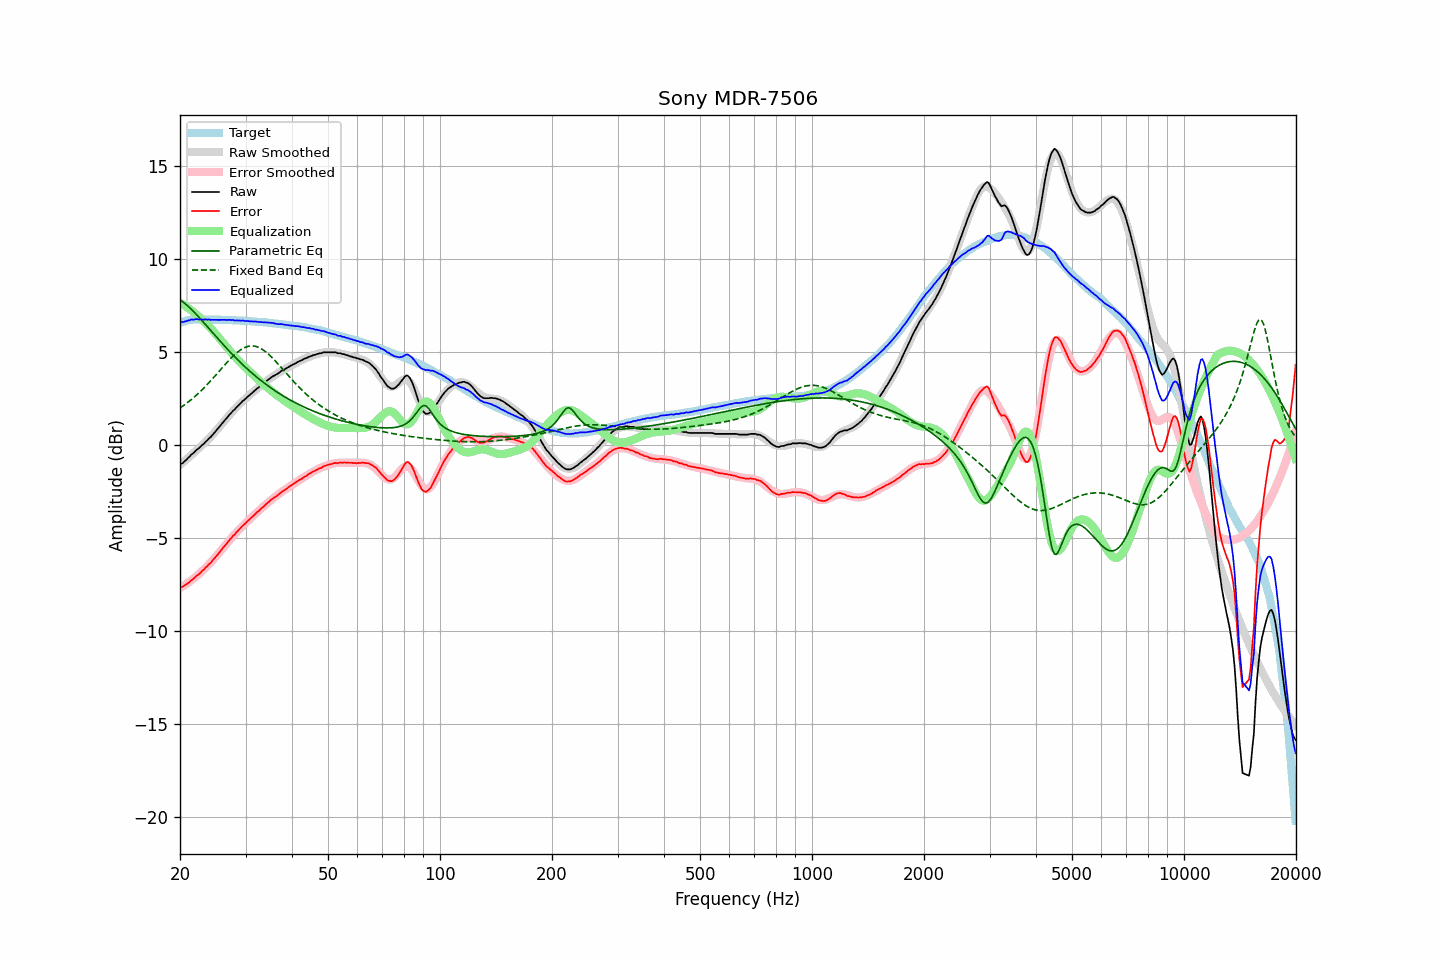 Sony MDR-7506
Target
Raw Smoothed
Error Smoothed
Raw
Error
Equalization
Parametric Eq
Fixed Band Eq
Equalized
15
10
5
0
−5
−10
−15
−20
Amplitude (dBr)
20 50 100 200 500 1000 2000 5000 10000 20000
Frequency (Hz)